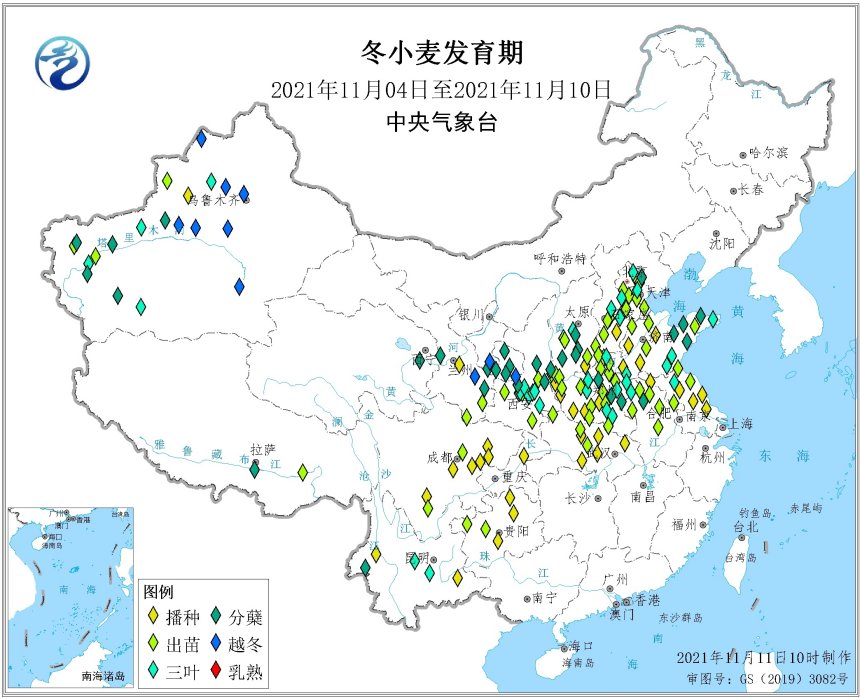 冬小麦发育期
2021年11月04日至2021年11月10日
中央气象台
黑
龙
江
哈尔滨
长春
沈阳
乌鲁木齐
塔
里
木
河
呼和浩特
北京
天津
渤
海
黄
海
银川
太原
济南
黄
河
西宁
兰州
黄
西安
郑州
合肥
南京
上海
澜
金
长
雅
鲁
藏
布
江
拉萨
沧
沙
成都
武汉
江
杭州
东
海
重庆
长沙
南昌
江
江
贵阳
福州
钓鱼岛
赤尾屿
台北
台湾岛
昆明
珠
江
广州
香港
澳门
南宁
东沙群岛
南
海
海口
海南岛
广州
香港
澳门
台湾岛
海口
海南岛
南
海
南海诸岛
图例
播种
分蘖
出苗
越冬
三叶
乳熟
2021年11月11日10时制作
审图号：GS（2019）3082号